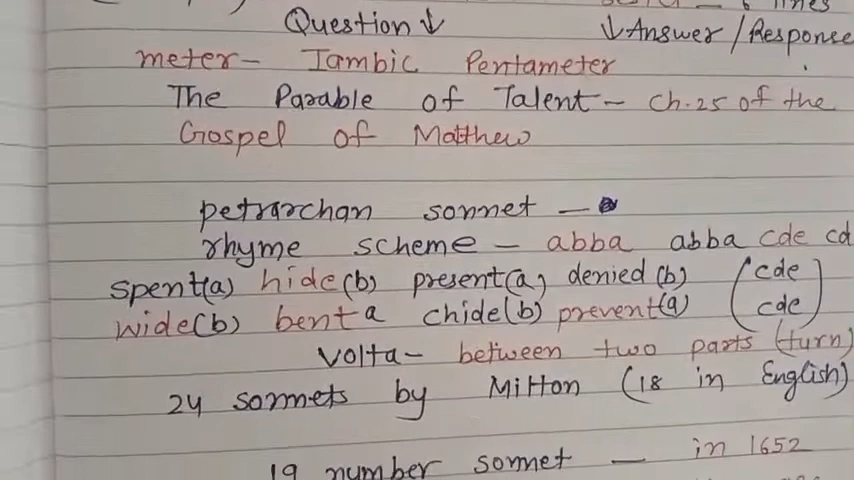 6 lines
Question ↓ ↓ Answer / Response
meter - Iambic Pentameter
The Parable of Talent - ch.25 of the
Gospel of Matthew
petrarchan sonnet -
rhyme scheme - abba abba cde cd
spent(a) hide(b) present(a) denied(b) (cde
wide(b) bent a chide(b) prevent(a) cde)
Volta - between two parts (turn)
24 sonnets by Milton (18 in English)
19 number sonnet - in 1652